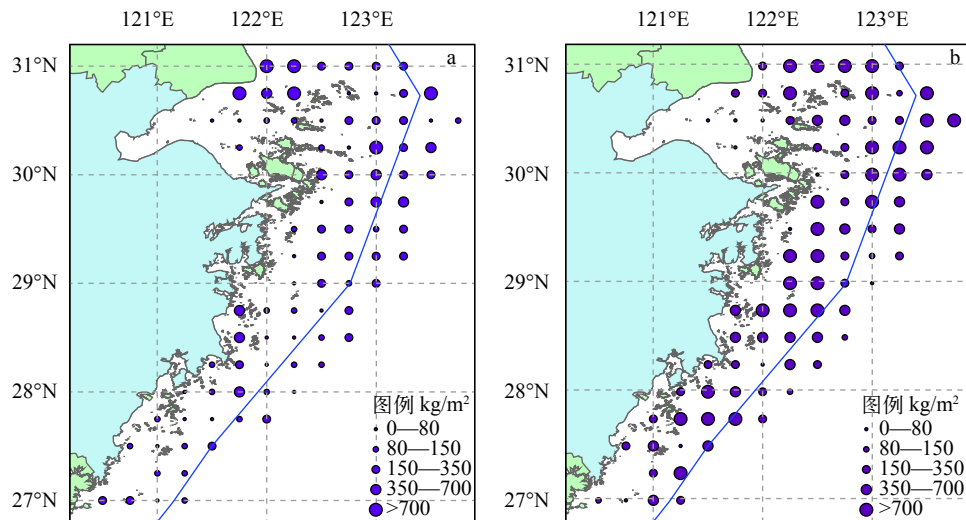 121°E 122°E 123°E 121°E 122°E 123°E
31°N a 31°N b
30°N 30°N
29°N 29°N
28°N 28°N
图例 kg/m² 图例 kg/m²
0—80 0—80
80—150 80—150
150—350 150—350
350—700 350—700
>700 >700
27°N 27°N